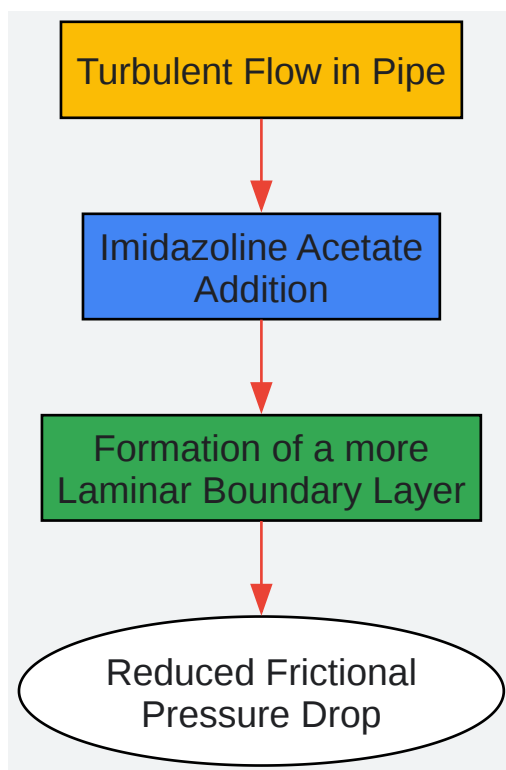 Turbulent Flow in Pipe
Imidazoline Acetate
Addition
Formation of a more
Laminar Boundary Layer
Reduced Frictional
Pressure Drop